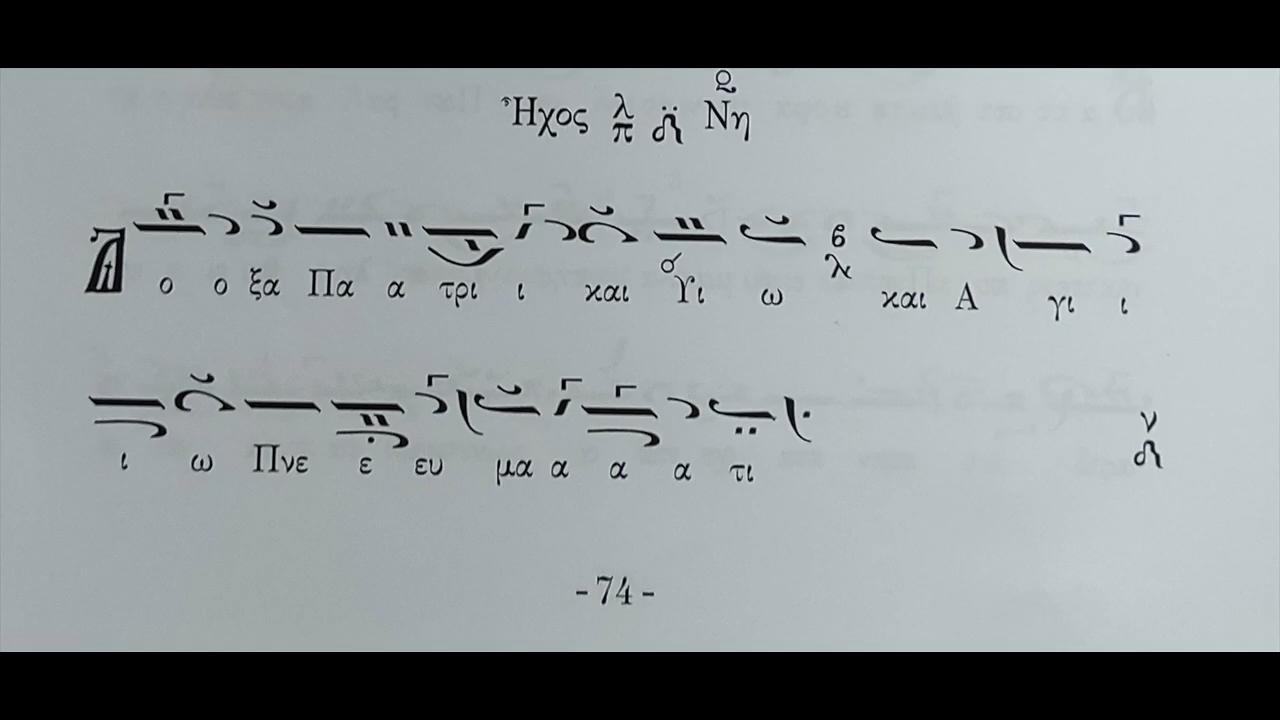 Ἦχος λ π δ̈ Νη
Δ ο ο ξα Πα α τρι ι και Υι ω β λ και Α γι ι
ι ω Πνε ε ευ μα α α α τι ν δ
- 74 -